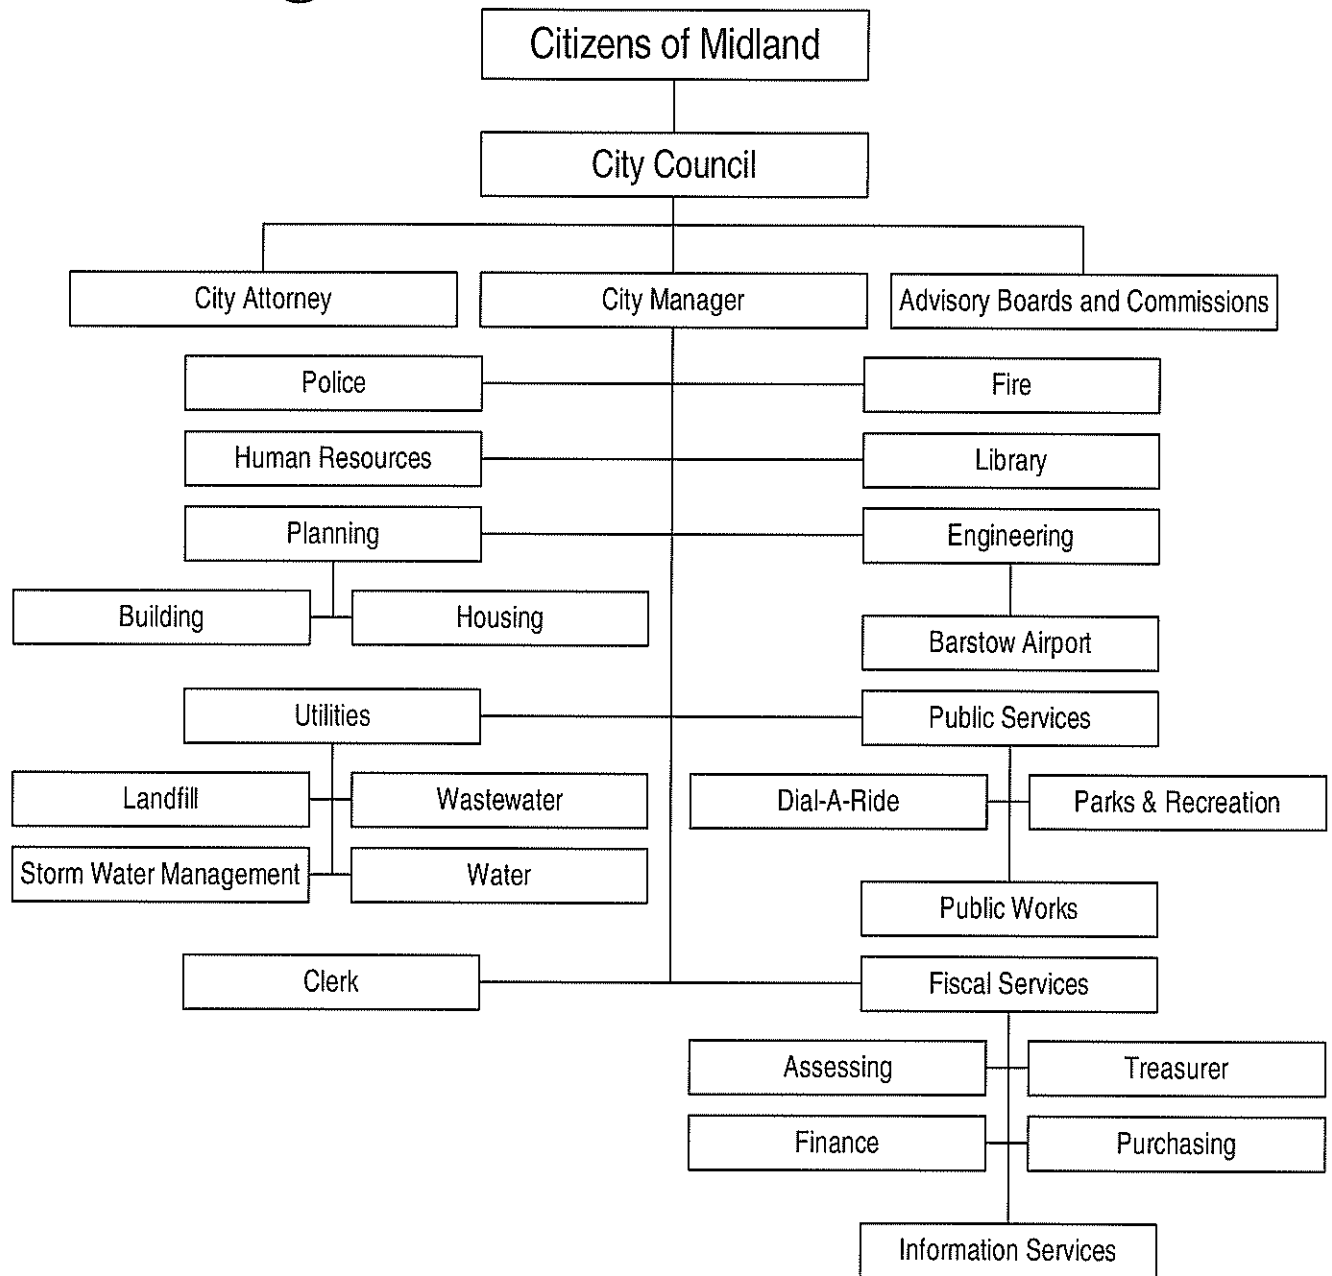 Citizens of Midland
City Council
City Attorney
City Manager
Advisory Boards and Commissions
Police
Fire
Human Resources
Library
Planning
Engineering
Building
Housing
Barstow Airport
Utilities
Public Services
Landfill
Wastewater
Dial-A-Ride
Parks & Recreation
Storm Water Management
Water
Public Works
Clerk
Fiscal Services
Assessing
Treasurer
Finance
Purchasing
Information Services